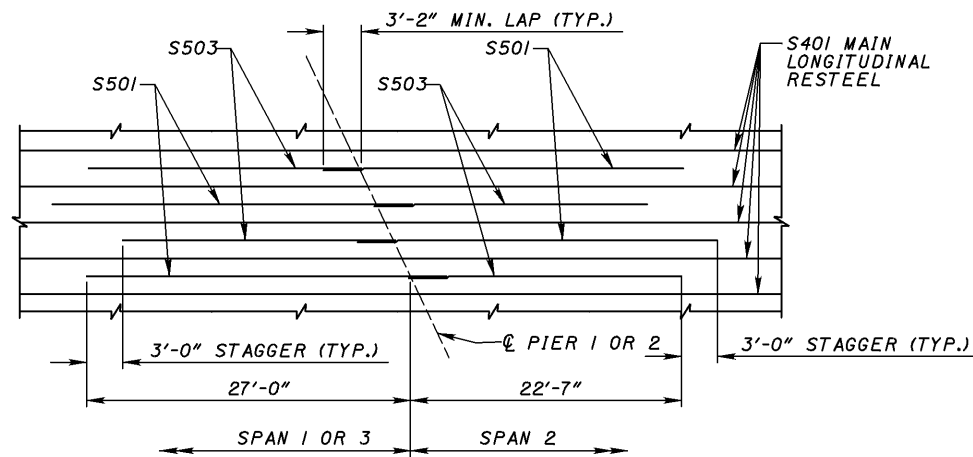 3'-2" MIN. LAP (TYP.)
S503
S501
S401 MAIN
LONGITUDINAL
RESTEEL
S501
S503
℄ PIER 1 OR 2
3'-0" STAGGER (TYP.)
3'-0" STAGGER (TYP.)
27'-0"
22'-7"
SPAN 1 OR 3
SPAN 2